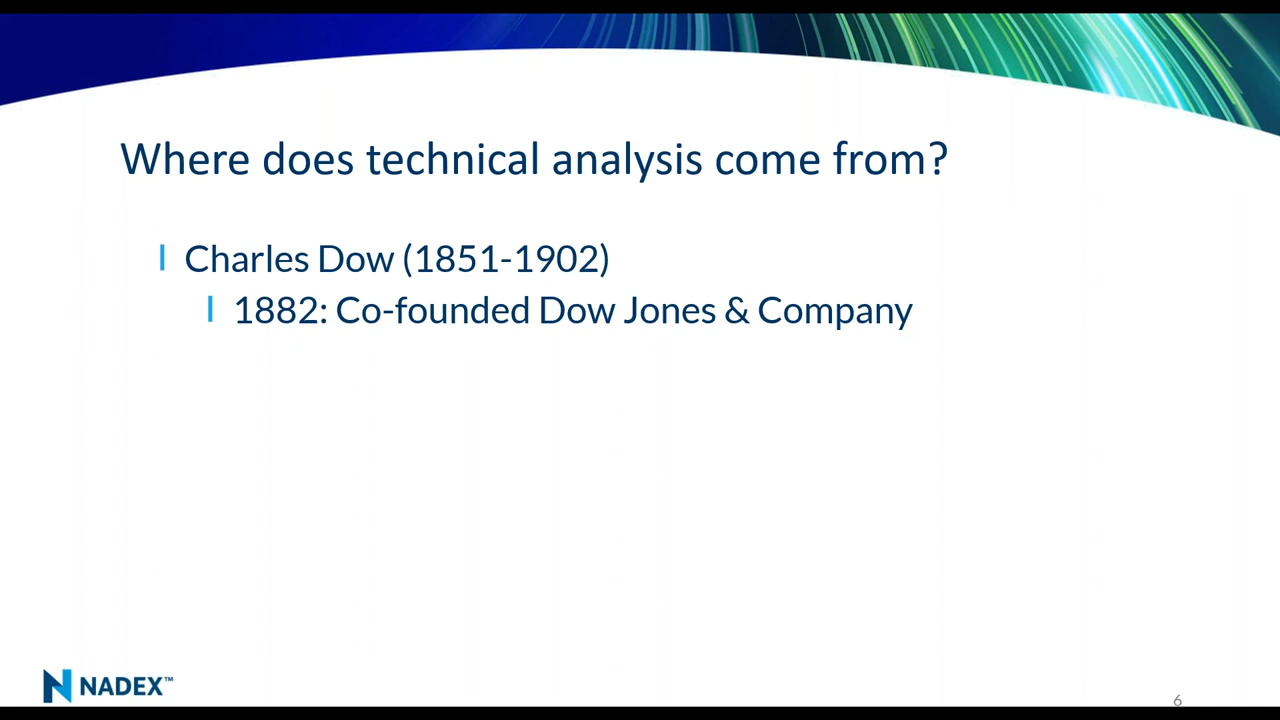 Where does technical analysis come from?
Charles Dow (1851-1902)
1882: Co-founded Dow Jones & Company
NADEX™
6